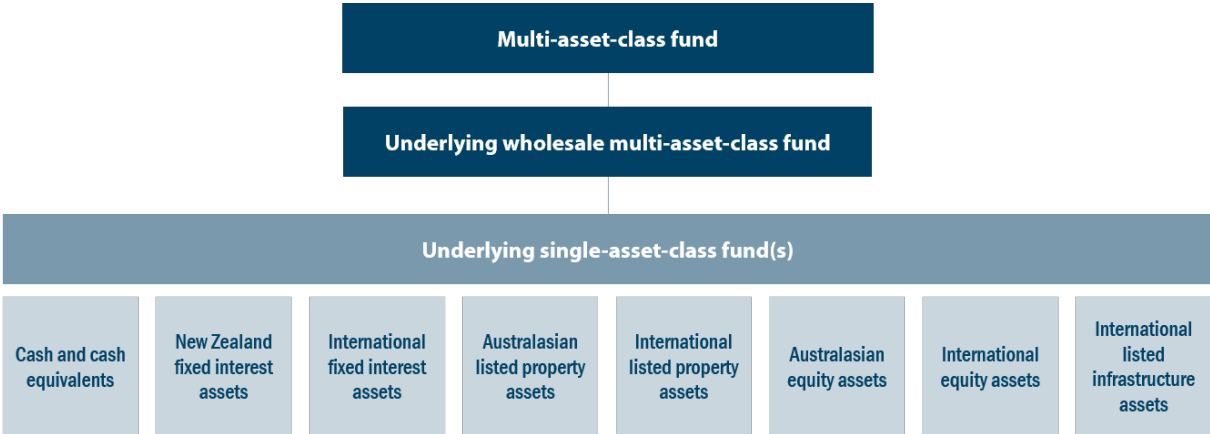 Multi-asset-class fund
Underlying wholesale multi-asset-class fund
Underlying single-asset-class fund(s)
Cash and cash
equivalents
New Zealand
fixed interest
assets
International
fixed interest
assets
Australasian
listed property
assets
International
listed property
assets
Australasian
equity assets
International
equity assets
International
listed
infrastructure
assets